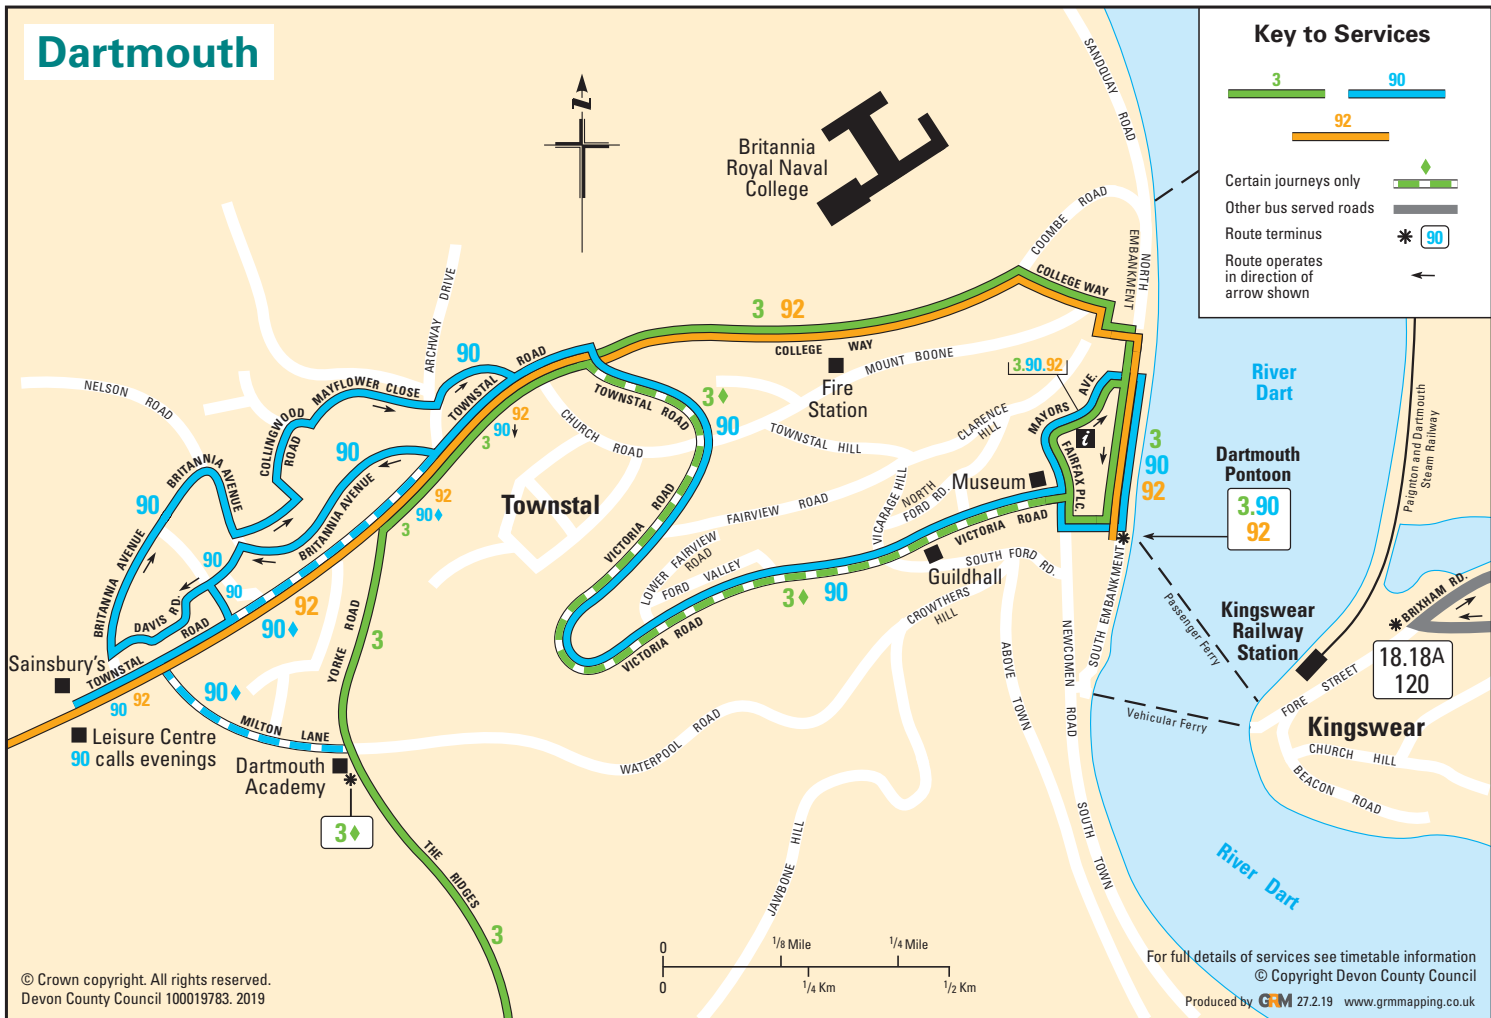 Dartmouth
Key to Services
3
90
92
Certain journeys only
Other bus served roads
Route terminus
90
Route operates
in direction of
arrow shown
N
Britannia
Royal Naval
College
SANDQUAY ROAD
COOMBE ROAD
NORTH
EMBANKMENT
COLLEGE WAY
3 92
COLLEGE WAY
MOUNT BOONE
Fire
Station
3.90.92
MAYORS AVE.
i
FAIRFAX PLC.
3
90
92
River
Dart
Dartmouth
Pontoon
3.90
92
Paignton and Dartmouth
Steam Railway
ARCHWAY DRIVE
90
TOWNSTAL ROAD
NELSON ROAD
MAYFLOWER CLOSE
COLLINGWOOD
ROAD
BRITANNIA AVENUE
90
90
BRITANNIA AVENUE
92
90
3
92
90
3
CHURCH ROAD
TOWNSTAL ROAD
3
90
TOWNSTAL HILL
CLARENCE
HILL
Museum
VICARAGE HILL
NORTH
FORD RD.
FAIRVIEW ROAD
Townstal
VICTORIA ROAD
LOWER FAIRVIEW
ROAD
FORD VALLEY
VICTORIA ROAD
3 90
VICTORIA ROAD
Guildhall
SOUTH FORD RD.
CROWTHERS
HILL
BRITANNIA AVENUE
90
90
DAVIS RD.
92
90
YORKE ROAD
3
Sainsbury's
TOWNSTAL ROAD
90 92
90
MILTON LANE
Leisure Centre
90 calls evenings
Dartmouth
Academy
3
THE RIDGES
3
WATERPOOL ROAD
JAWBONE HILL
ABOVE TOWN
NEWCOMEN ROAD
SOUTH EMBANKMENT
SOUTH TOWN
Passenger Ferry
Vehicular Ferry
Kingswear
Railway
Station
BRIXHAM RD.
18.18A
120
FORE STREET
Kingswear
CHURCH HILL
BEACON ROAD
River Dart
0 1/8 Mile 1/4 Mile
0 1/4 Km 1/2 Km
© Crown copyright. All rights reserved.
Devon County Council 100019783. 2019
For full details of services see timetable information
© Copyright Devon County Council
Produced by GRM 27.2.19 www.grmmapping.co.uk